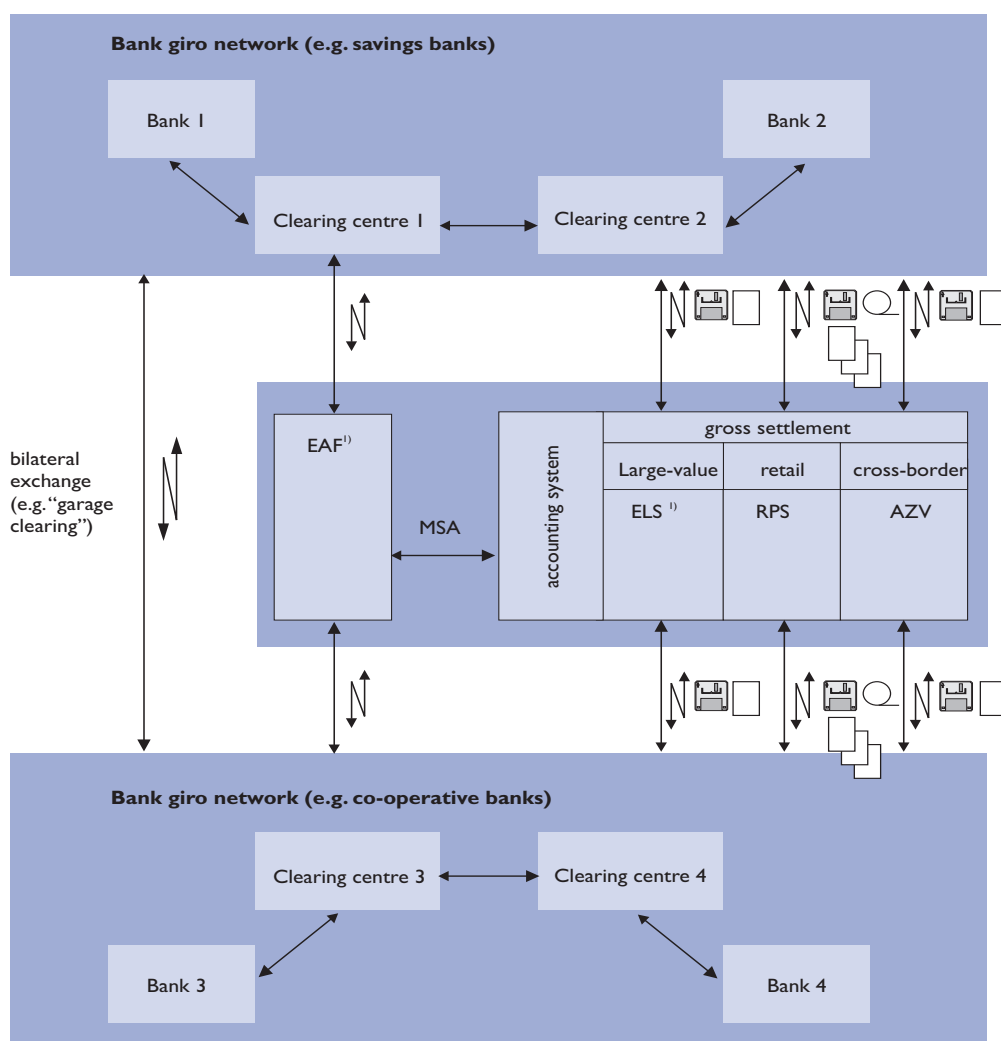 Bank giro network (e.g. savings banks)
Bank 1
Bank 2
Clearing centre 1
Clearing centre 2
bilateral
exchange
(e.g. “garage
clearing”)
EAF 1)
MSA
accounting system
gross settlement
Large-value
retail
cross-border
ELS 1)
RPS
AZV
Bank giro network (e.g. co-operative banks)
Clearing centre 3
Clearing centre 4
Bank 3
Bank 4